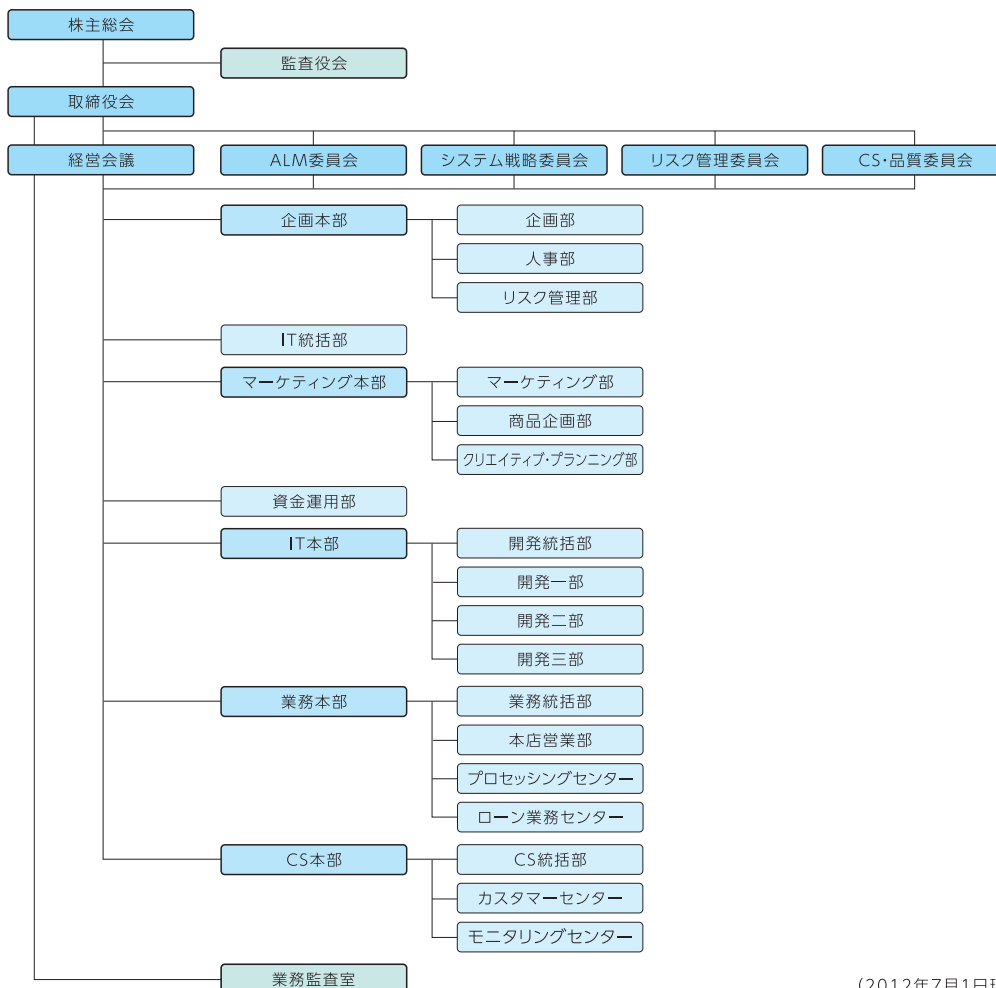 株主総会
監査役会
取締役会
経営会議
ALM委員会
システム戦略委員会
リスク管理委員会
CS・品質委員会
企画本部
企画部
人事部
リスク管理部
IT統括部
マーケティング本部
マーケティング部
商品企画部
クリエイティブ・プランニング部
資金運用部
IT本部
開発統括部
開発一部
開発二部
開発三部
業務本部
業務統括部
本店営業部
プロセッシングセンター
ローン業務センター
CS本部
CS統括部
カスタマーセンター
モニタリングセンター
業務監査室
(2012年7月1日